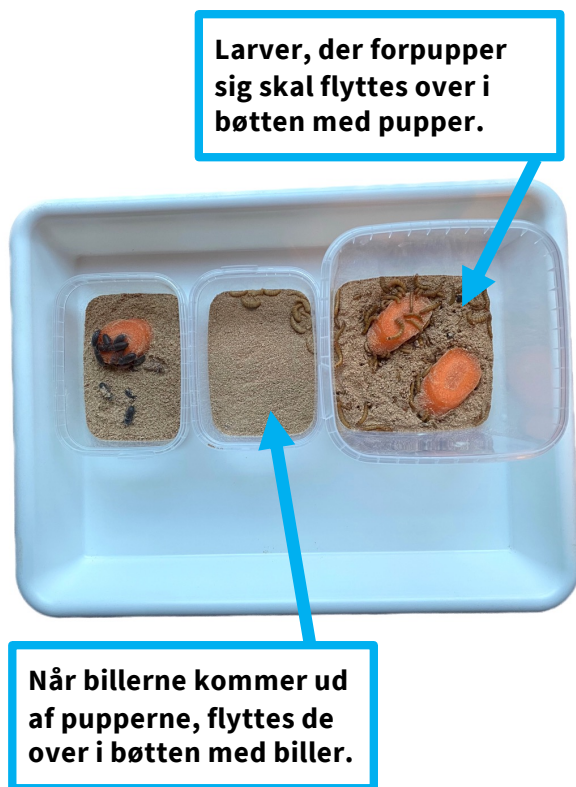 Larver, der forpupper
sig skal flyttes over i
bøtten med pupper.
Når billerne kommer ud
af pupperne, flyttes de
over i bøtten med biller.